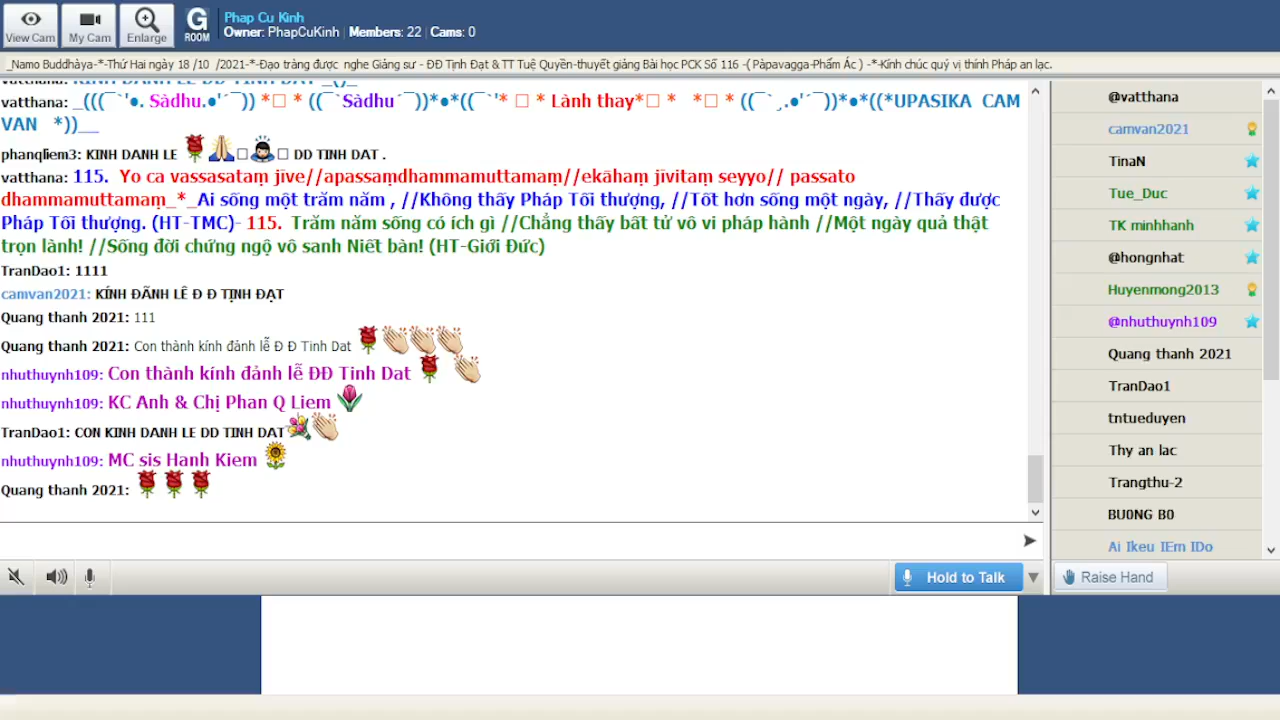 View Cam
My Cam
Enlarge
G
ROOM
Phap Cu Kinh
Owner: PhapCuKinh | Members: 22 | Cams: 0
_Namo Buddhàya-*-Thứ Hai ngày 18 /10 /2021-*-Đạo tràng được nghe Giảng sư - ĐĐ Tịnh Đạt & TT Tuệ Quyền-thuyết giảng Bài học PCK Số 116 -( Pàpavagga-Phẩm Ác ) -*-Kính chúc quý vị thính Pháp an lạc.
vatthana: _(((¯`'•. Sàdhu.•'´¯)) *□ * ((¯`Sàdhu´¯))*•*((¯`'* □ * Lành thay*□ * *□ * ((¯`¸.•'´¯))*•*((*UPASIKA CAM
VAN *))__
phanqliem3: KINH DANH LE 🌹🙏□🙇□ DD TINH DAT .
vatthana: 115. Yo ca vassasataṃ jīve//apassaṃdhammamuttamaṃ//ekāhaṃ jīvitaṃ seyyo// passato
dhammamuttamaṃ_*_Ai sống một trăm năm , //Không thấy Pháp Tối thượng, //Tốt hơn sống một ngày, //Thấy được
Pháp Tối thượng. (HT-TMC)- 115. Trăm năm sống có ích gì //Chẳng thấy bất tử vô vi pháp hành //Một ngày quả thật
trọn lành! //Sống đời chứng ngộ vô sanh Niết bàn! (HT-Giới Đức)
TranDao1: 1111
camvan2021: KÍNH ĐÃNH LÊ Đ Đ TỊNH ĐẠT
Quang thanh 2021: 111
Quang thanh 2021: Con thành kính đảnh lễ Đ Đ Tinh Dat 🌹👏👏👏
nhuthuynh109: Con thành kính đảnh lễ ĐĐ Tinh Dat 🌹 👏
nhuthuynh109: KC Anh & Chị Phan Q Liem 🌷
TranDao1: CON KINH DANH LE DD TINH DAT💐👏
nhuthuynh109: MC sis Hanh Kiem 🌻
Quang thanh 2021: 🌹🌹🌹
Hold to Talk
@vatthana
camvan2021
TinaN
Tue_Duc
TK minhhanh
@hongnhat
Huyenmong2013
@nhuthuynh109
Quang thanh 2021
TranDao1
tntueduyen
Thy an lac
Trangthu-2
BU0NG B0
Ai Ikeu IEm IDo
Raise Hand